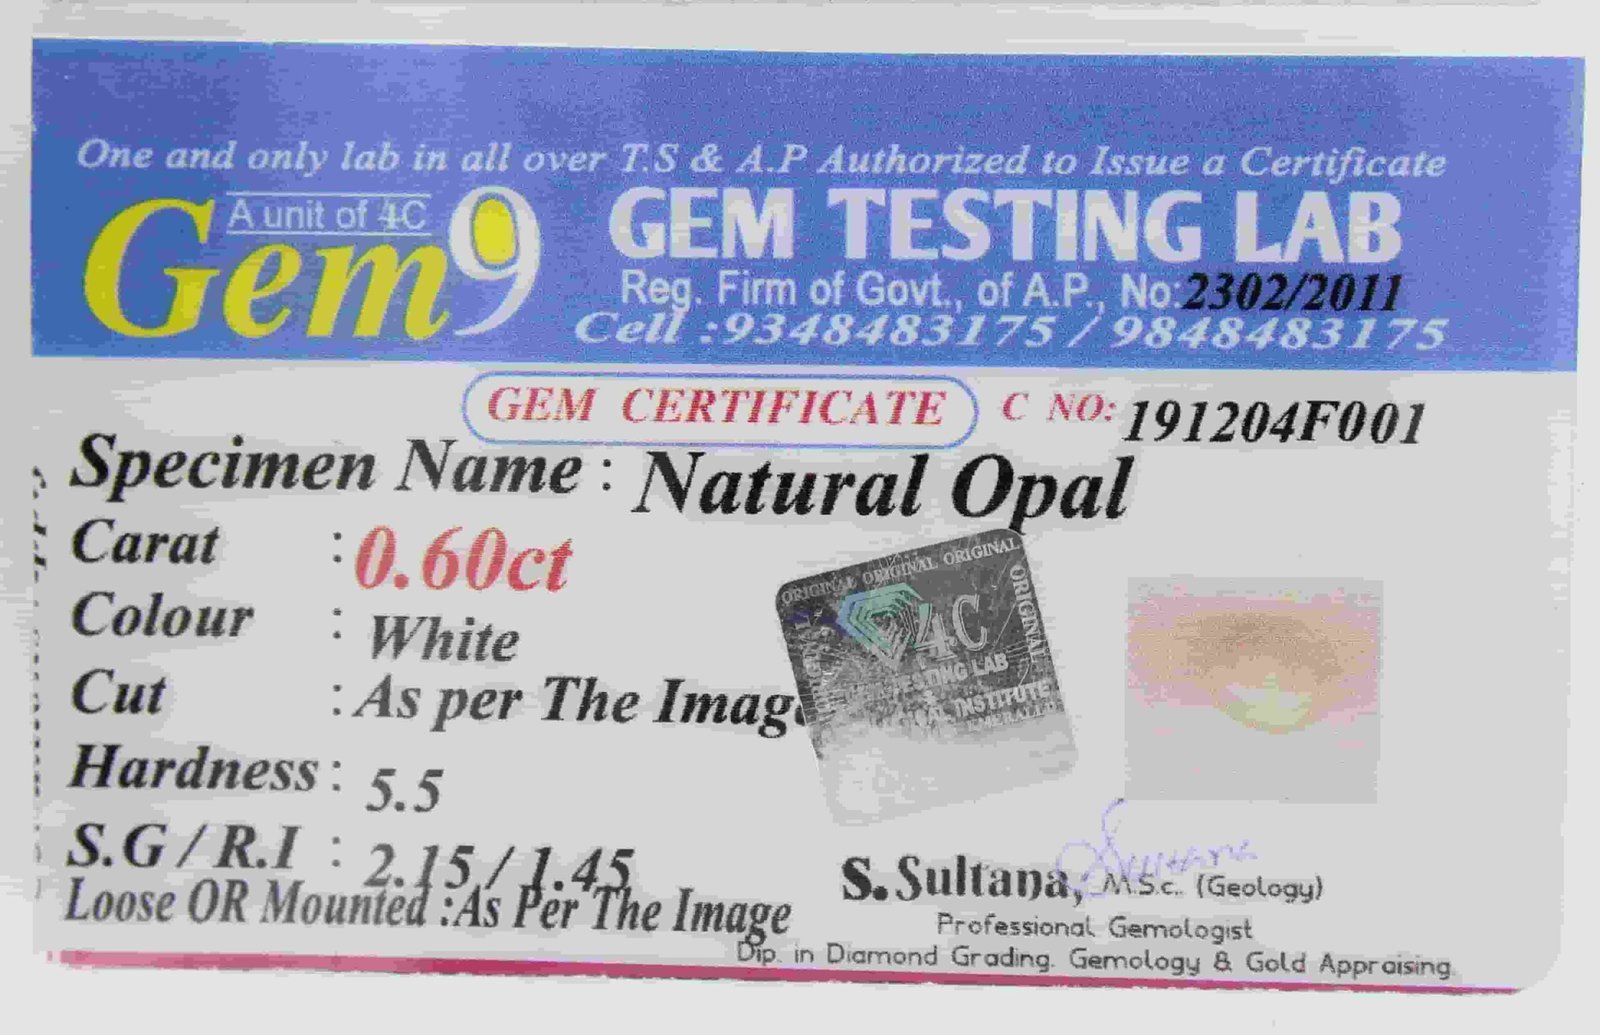 One and only lab in all over T.S & A.P Authorized to Issue a Certificate
A unit of 4C
Gem9
GEM TESTING LAB
Reg. Firm of Govt., of A.P., No:2302/2011
Cell :9348483175 / 9848483175
GEM CERTIFICATE C NO: 191204F001
Specimen Name : Natural Opal
Carat : 0.60ct
Colour : White
Cut : As per The Image
Hardness : 5.5
S.G / R.I : 2.15 / 1.45
Loose OR Mounted :As Per The Image
ORIGINAL ORIGINAL ORIGINAL
ORIGINAL
4C
TESTING LAB
INSTITUTE
Sultana
S. Sultana, M.S.c. (Geology)
Professional Gemologist
Dip. in Diamond Grading. Gemology & Gold Appraising